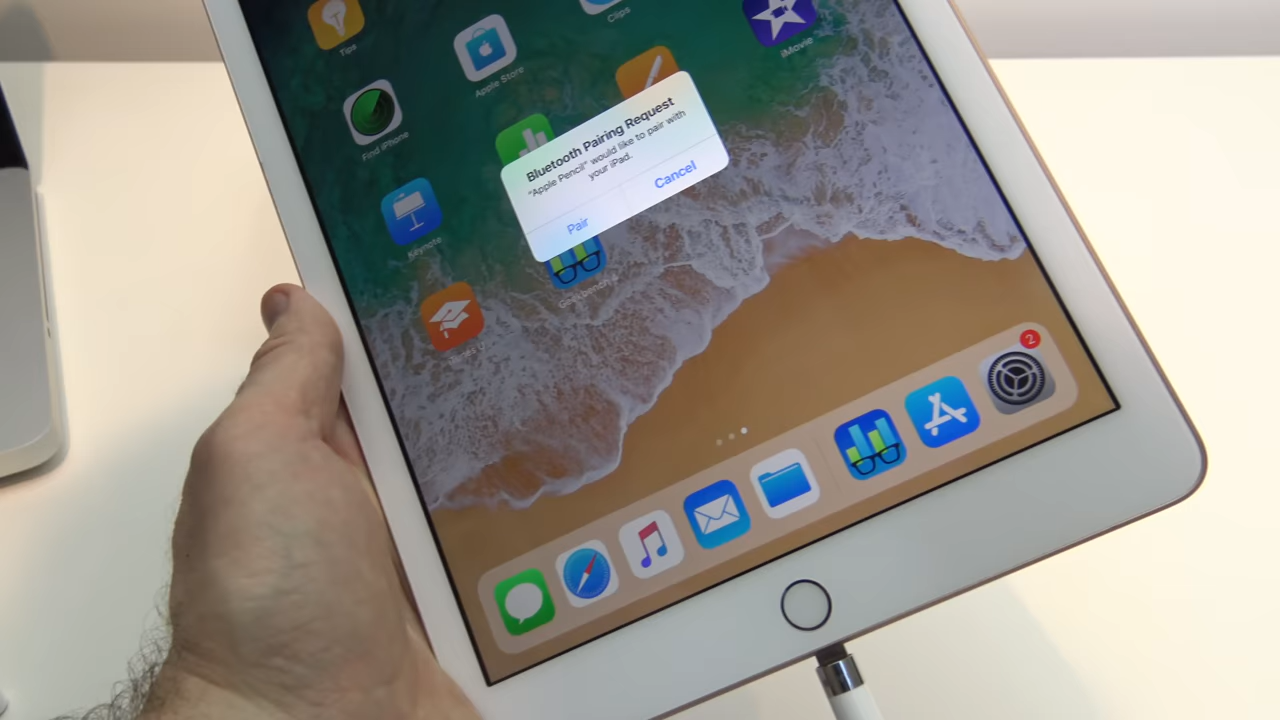 Tips
Clips
Apple Store
iMovie
Find iPhone
Bluetooth Pairing Request
"Apple Pencil" would like to pair with
your iPad.
Pair
Cancel
Keynote
2